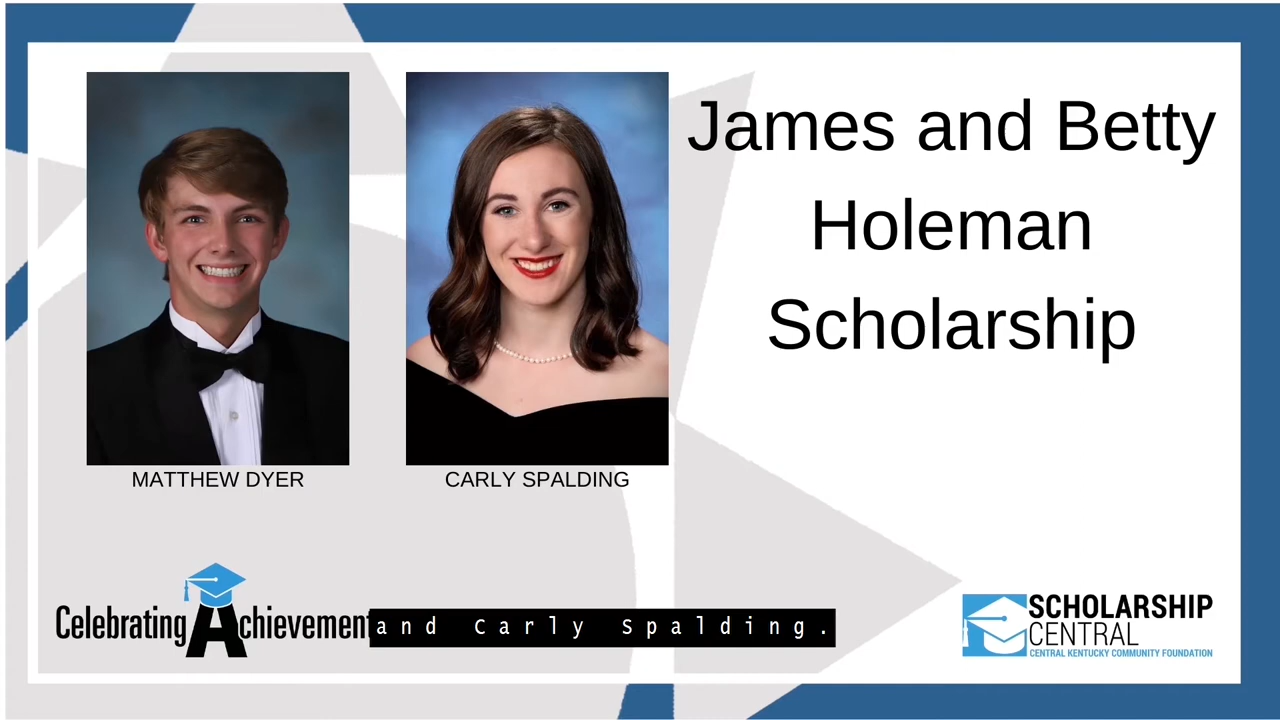 James and Betty
Holeman
Scholarship
MATTHEW DYER
CARLY SPALDING
Celebrating Achievement
and Carly Spalding.
SCHOLARSHIP
CENTRAL
CENTRAL KENTUCKY COMMUNITY FOUNDATION